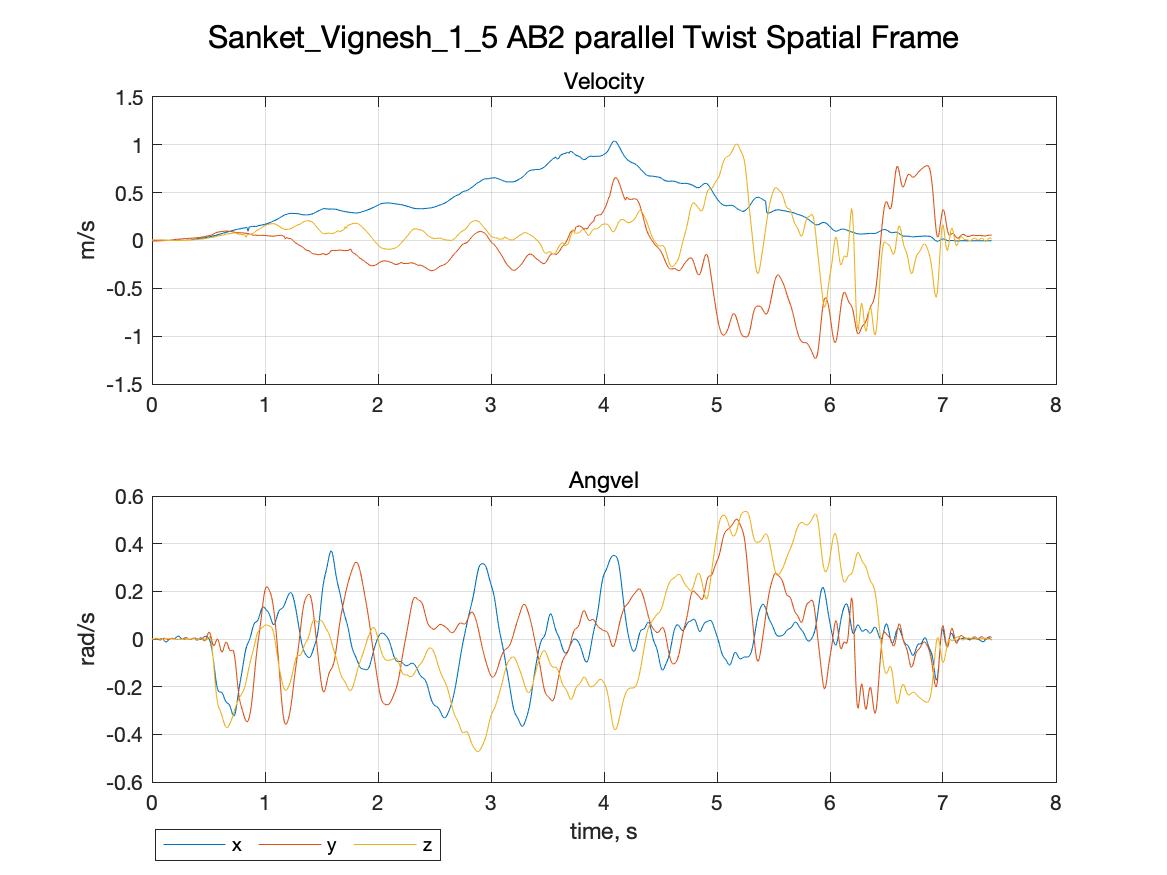 Sanket_Vignesh_1_5 AB2 parallel Twist Spatial Frame
Velocity
1.5
1
0.5
0
-0.5
-1
-1.5
m/s
0 1 2 3 4 5 6 7 8
Angvel
0.6
0.4
0.2
0
-0.2
-0.4
-0.6
rad/s
0 1 2 3 4 5 6 7 8
time, s
x y z